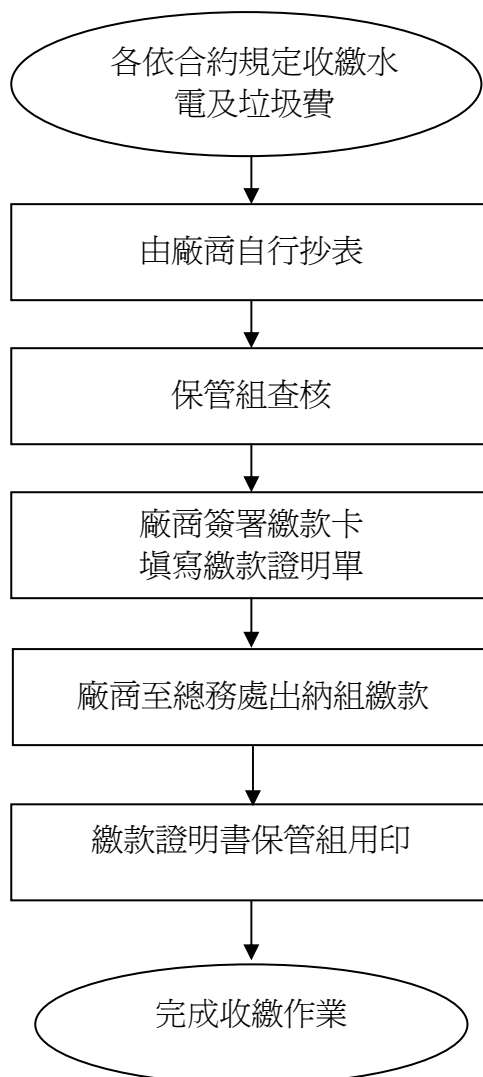 各依合約規定收繳水
電及垃圾費
由廠商自行抄表
保管組查核
廠商簽署繳款卡
填寫繳款證明單
廠商至總務處出納組繳款
繳款證明書保管組用印
完成收繳作業